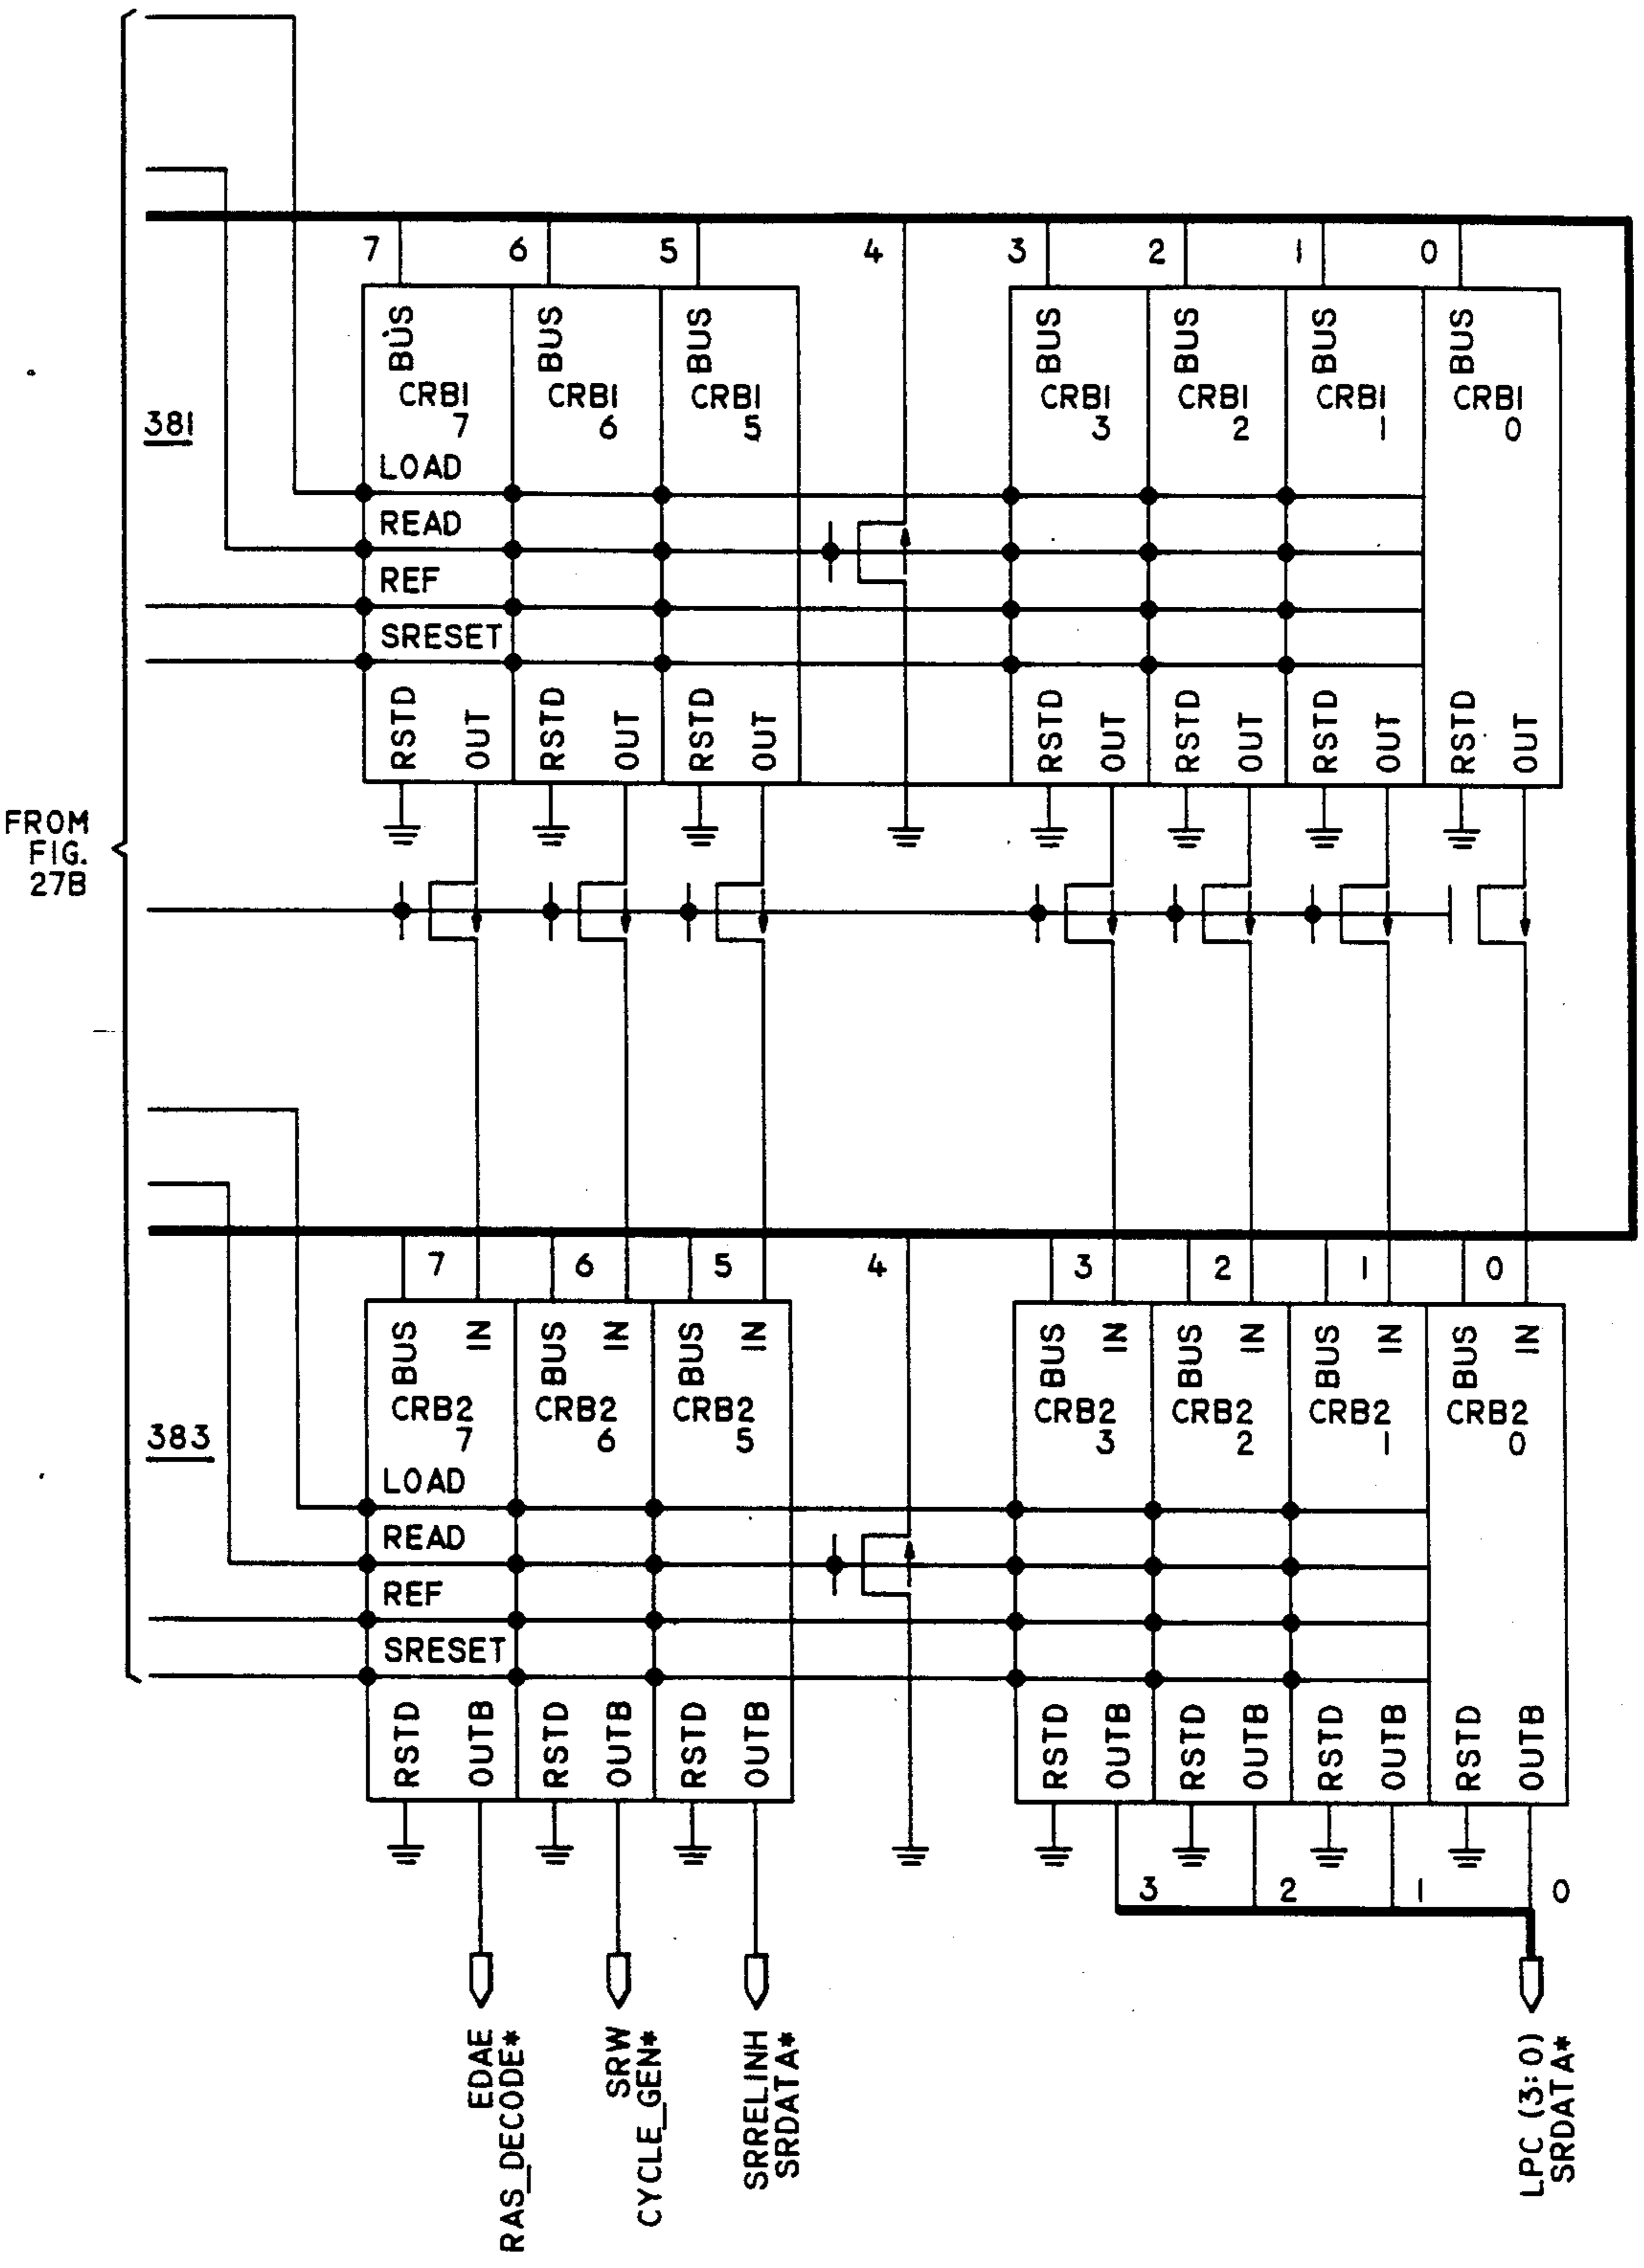 7 6 5 4 3 2 1 0
BUS BUS BUS BUS BUS BUS BUS
CRB1 CRB1 CRB1 CRB1 CRB1 CRB1 CRB1
7 6 5 3 2 1 0
381
LOAD
READ
REF
SRESET
RSTD OUT RSTD OUT RSTD OUT RSTD OUT RSTD OUT RSTD OUT RSTD OUT
FROM
FIG.
27B
7 6 5 4 3 2 1 0
BUS IN BUS IN BUS IN BUS IN BUS IN BUS IN BUS IN
CRB2 CRB2 CRB2 CRB2 CRB2 CRB2 CRB2
7 6 5 3 2 1 0
383
LOAD
READ
REF
SRESET
RSTD OUTB RSTD OUTB RSTD OUTB RSTD OUTB RSTD OUTB RSTD OUTB RSTD OUTB
3 2 1 0
EDAE
RAS_DECODE*
SRW
CYCLE_GEN*
SRRELINH
SRDATA*
LPC (3:0)
SRDATA*